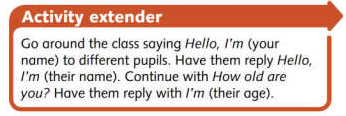 Activity extender
Go around the class saying Hello, I'm (your
name) to different pupils. Have them reply Hello,
I'm (their name). Continue with How old are
you? Have them reply with I'm (their age).